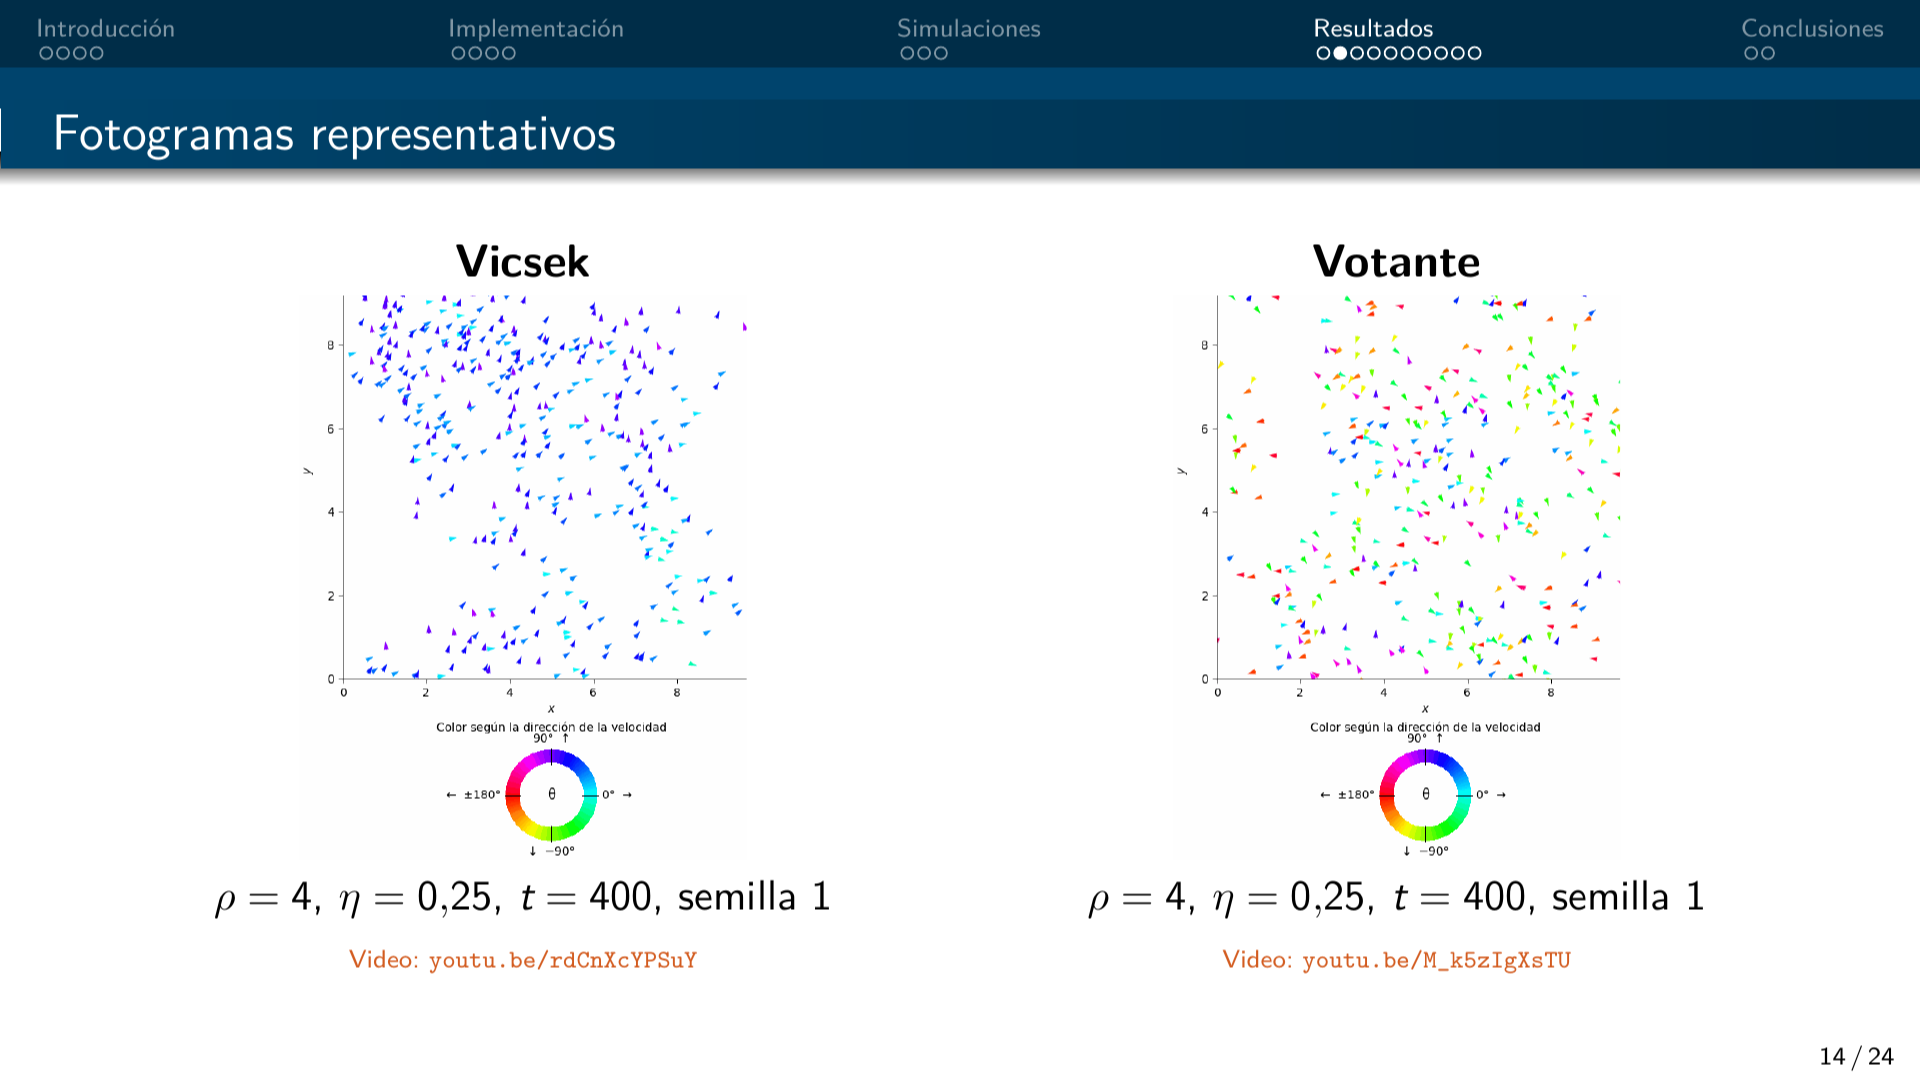 Introducción
Implementación
Simulaciones
Resultados
Conclusiones
Fotogramas representativos
Vicsek
8
6
y
4
2
0
0 2 4 6 8
x
Color según la dirección de la velocidad
90° ↑
← ±180° θ 0° →
↓ −90°
ρ = 4, η = 0,25, t = 400, semilla 1
Video: youtu.be/rdCnXcYPSuY
Votante
8
6
y
4
2
0
0 2 4 6 8
x
Color según la dirección de la velocidad
90° ↑
← ±180° θ 0° →
↓ −90°
ρ = 4, η = 0,25, t = 400, semilla 1
Video: youtu.be/M_k5zIgXsTU
14 / 24